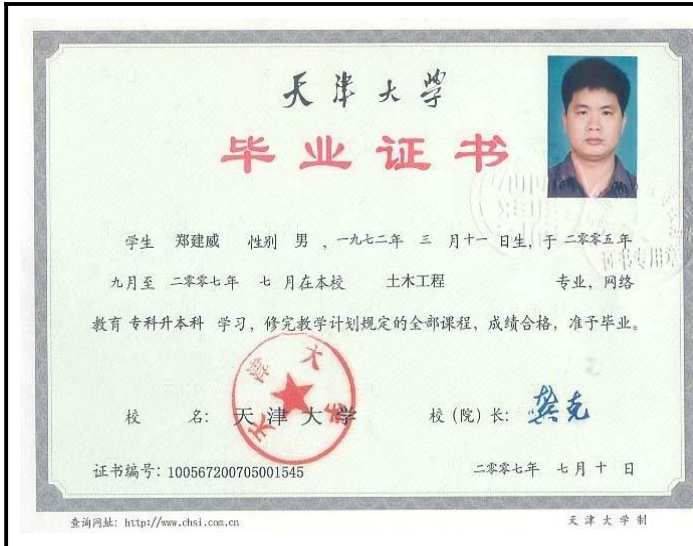 天津大学
毕业证书
学生 郑建威 性别 男 ，一九七二年 三 月十一 日生，于 二零零五年
九月至 二零零七年 七 月在本校 土木工程 专业，网络
教育 专科升本科 学习，修完教学计划规定的全部课程，成绩合格，准予毕业。
校 名： 天津大学 校（院）长： 龚克
天津大学
证书编号：100567200705001545 二零零七年 七 月 十 日
查询网址：http://www.chsi.com.cn 天津大学制